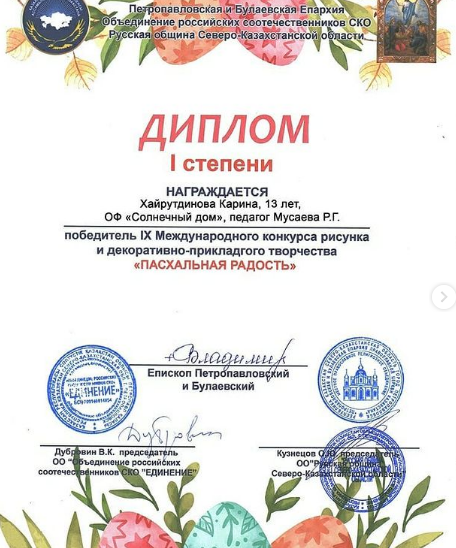 Петропавловская и Булаевская Епархия
Объединение российских соотечественников СКО
Русская община Северо-Казахстанской области
ДИПЛОМ
I степени
НАГРАЖДАЕТСЯ
Хайрутдинова Карина, 13 лет,
ОФ «Солнечный дом», педагог Мусаева Р.Г.
победитель IX Международного конкурса рисунка
и декоративно-прикладного творчества
«ПАСХАЛЬНАЯ РАДОСТЬ»
+Владимир
Епископ Петропавловский
и Булаевский
«ЕДИНЕНИЕ»
Дубровин В.К. председатель
ОО "Объединение российских
соотечественников СКО "ЕДИНЕНИЕ"
Кузнецов О.Ю. председатель
ОО"Русская община
Северо-Казахстанской области